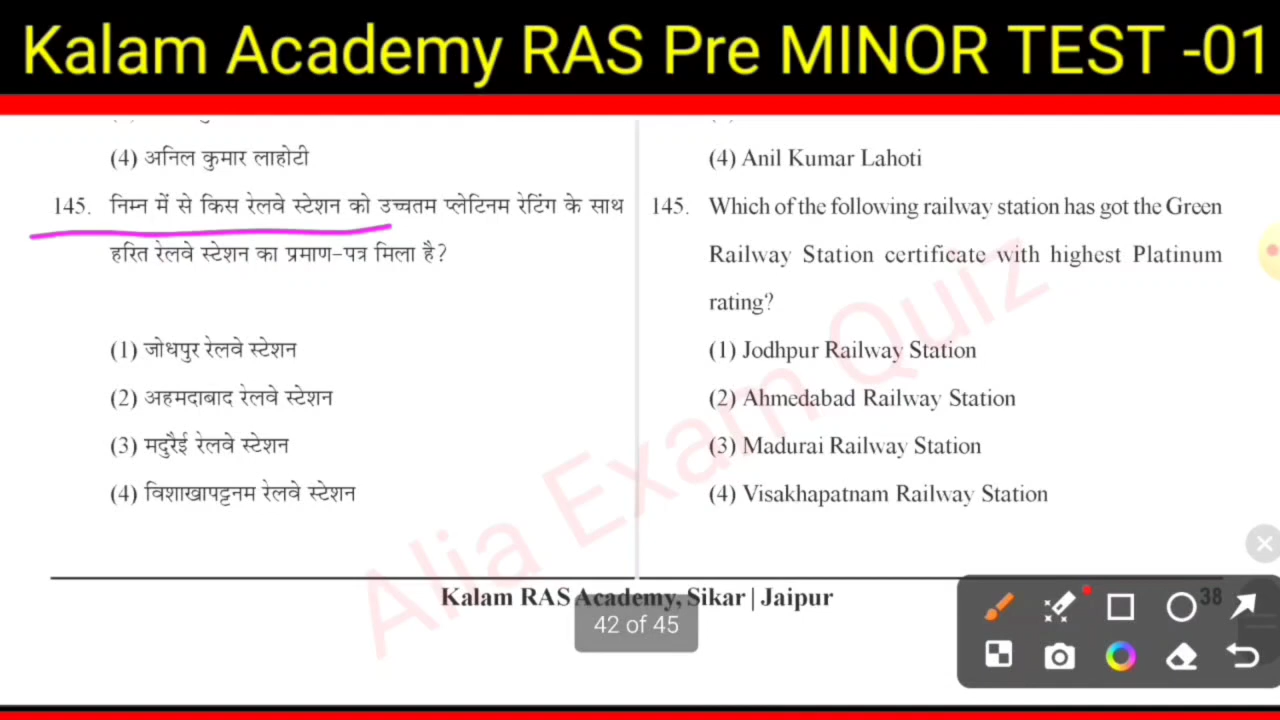 Kalam Academy RAS Pre MINOR TEST -01
(4) अनिल कुमार लाहोटी
145. निम्न में से किस रेलवे स्टेशन को उच्चतम प्लेटिनम रेटिंग के साथ
हरित रेलवे स्टेशन का प्रमाण-पत्र मिला है?
(1) जोधपुर रेलवे स्टेशन
(2) अहमदाबाद रेलवे स्टेशन
(3) मदुरैई रेलवे स्टेशन
(4) विशाखापट्टनम रेलवे स्टेशन
(4) Anil Kumar Lahoti
145. Which of the following railway station has got the Green
Railway Station certificate with highest Platinum
rating?
(1) Jodhpur Railway Station
(2) Ahmedabad Railway Station
(3) Madurai Railway Station
(4) Visakhapatnam Railway Station
Alia Exam Quiz
Kalam RAS Academy, Sikar | Jaipur
38
42 of 45